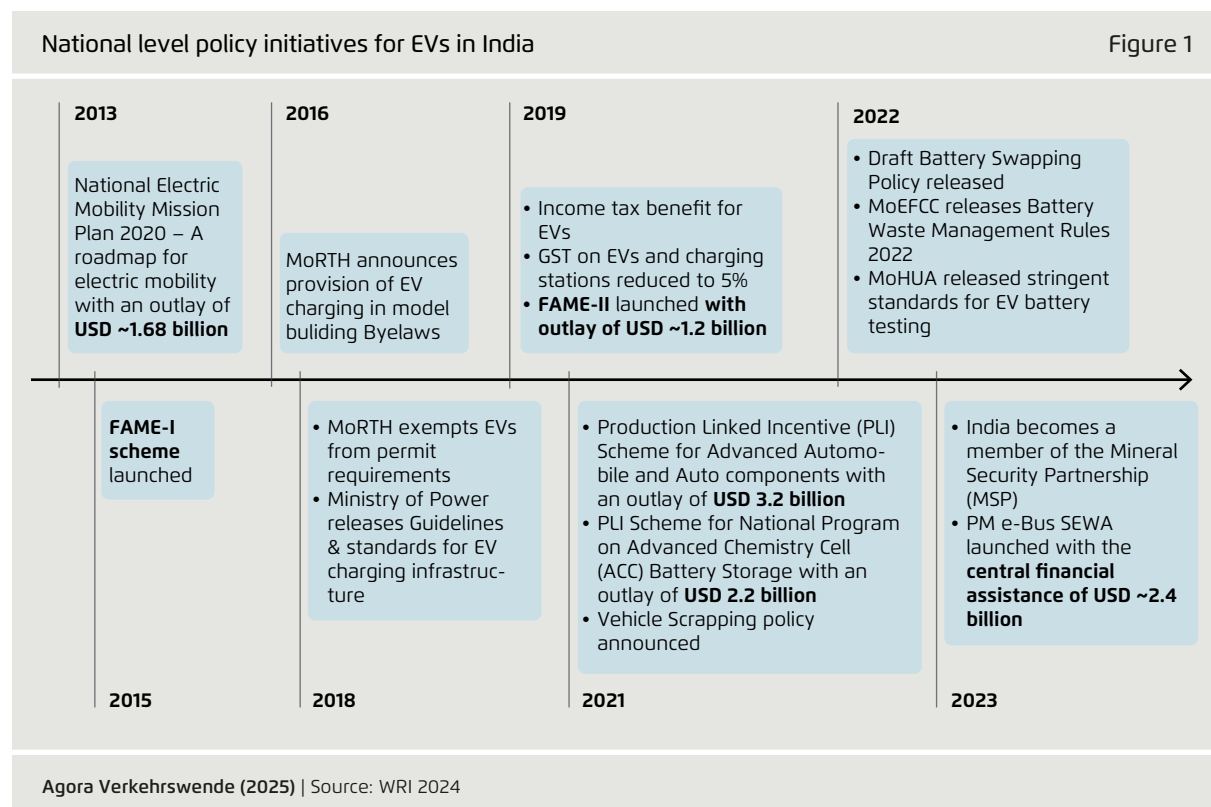 National level policy initiatives for EVs in India
Figure 1
2013
National Electric
Mobility Mission
Plan 2020 – A
roadmap for
electric mobility
with an outlay of
USD ~1.68 billion
2016
MoRTH announces
provision of EV
charging in model
buliding Byelaws
2019
• Income tax benefit for
EVs
• GST on EVs and charging
stations reduced to 5%
• FAME-II launched with
outlay of USD ~1.2 billion
2022
• Draft Battery Swapping
Policy released
• MoEFCC releases Battery
Waste Management Rules
2022
• MoHUA released stringent
standards for EV battery
testing
FAME-I
scheme
launched
2015
• MoRTH exempts EVs
from permit
requirements
• Ministry of Power
releases Guidelines
& standards for EV
charging infrastruc-
ture
2018
• Production Linked Incentive (PLI)
Scheme for Advanced Automo-
bile and Auto components with
an outlay of USD 3.2 billion
• PLI Scheme for National Program
on Advanced Chemistry Cell
(ACC) Battery Storage with an
outlay of USD 2.2 billion
• Vehicle Scrapping policy
announced
2021
• India becomes a
member of the Mineral
Security Partnership
(MSP)
• PM e-Bus SEWA
launched with the
central financial
assistance of USD ~2.4
billion
2023
Agora Verkehrswende (2025) | Source: WRI 2024